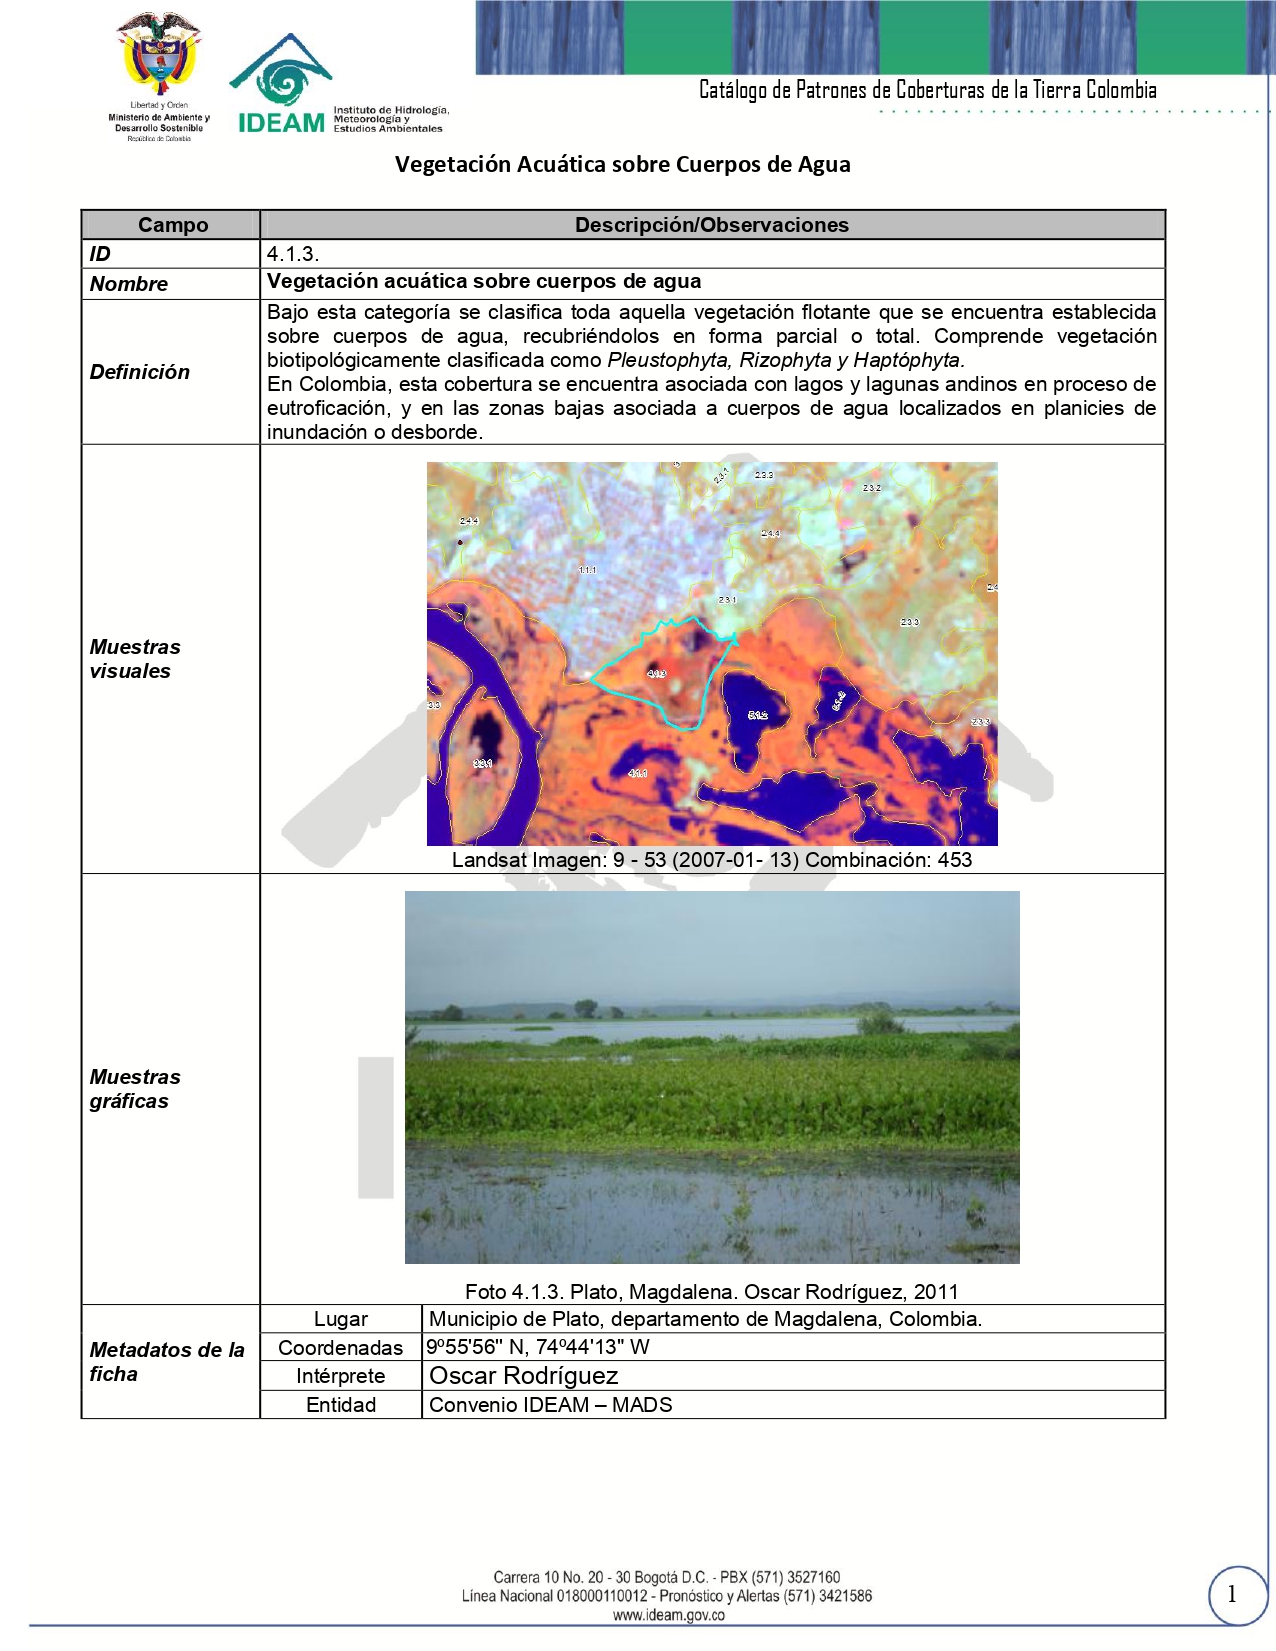 Libertad y Orden
Ministerio de Ambiente y
Desarrollo Sostenible
República de Colombia
IDEAM
Instituto de Hidrología,
Meteorología y
Estudios Ambientales
Catálogo de Patrones de Coberturas de la Tierra Colombia
Vegetación Acuática sobre Cuerpos de Agua
Campo Descripción/Observaciones
ID 4.1.3.
Nombre Vegetación acuática sobre cuerpos de agua
Definición
Bajo esta categoría se clasifica toda aquella vegetación flotante que se encuentra establecida
sobre cuerpos de agua, recubriéndolos en forma parcial o total. Comprende vegetación
biotipológicamente clasificada como Pleustophyta, Rizophyta y Haptóphyta.
En Colombia, esta cobertura se encuentra asociada con lagos y lagunas andinos en proceso de
eutroficación, y en las zonas bajas asociada a cuerpos de agua localizados en planicies de
inundación o desborde.
Muestras
visuales
2.3.1
2.3.3
2.3.2
2.4.4
2.4.4
1.1.1
2.3.1
2.3.3
4.1.3
3.3
5.1.2
2.3.3
3.3.1
4.1.1
Landsat Imagen: 9 - 53 (2007-01- 13) Combinación: 453
Muestras
gráficas
Foto 4.1.3. Plato, Magdalena. Oscar Rodríguez, 2011
Metadatos de la
ficha
Lugar Municipio de Plato, departamento de Magdalena, Colombia.
Coordenadas 9º55'56" N, 74º44'13" W
Intérprete Oscar Rodríguez
Entidad Convenio IDEAM – MADS
Carrera 10 No. 20 - 30 Bogotá D.C. - PBX (571) 3527160
Línea Nacional 018000110012 - Pronóstico y Alertas (571) 3421586
www.ideam.gov.co
1